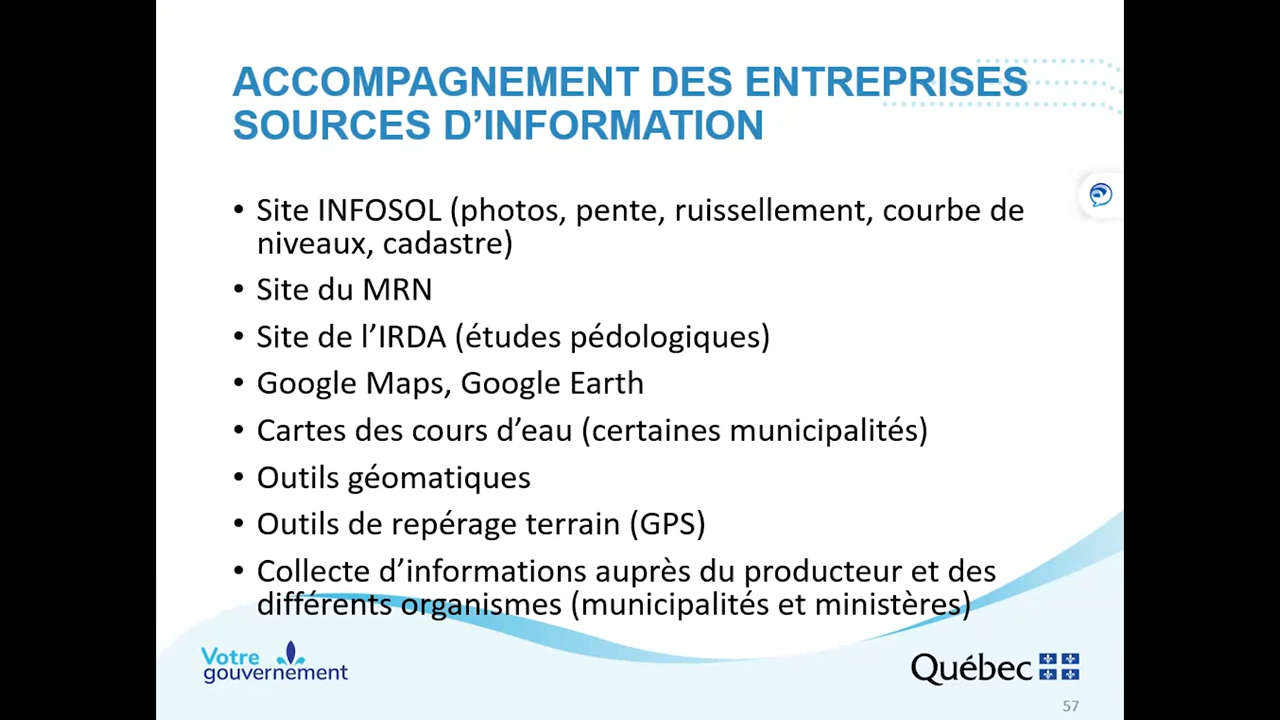 ACCOMPAGNEMENT DES ENTREPRISES
SOURCES D’INFORMATION
• Site INFOSOL (photos, pente, ruissellement, courbe de
niveaux, cadastre)
• Site du MRN
• Site de l’IRDA (études pédologiques)
• Google Maps, Google Earth
• Cartes des cours d’eau (certaines municipalités)
• Outils géomatiques
• Outils de repérage terrain (GPS)
• Collecte d’informations auprès du producteur et des
différents organismes (municipalités et ministères)
Votre
gouvernement
Québec
57